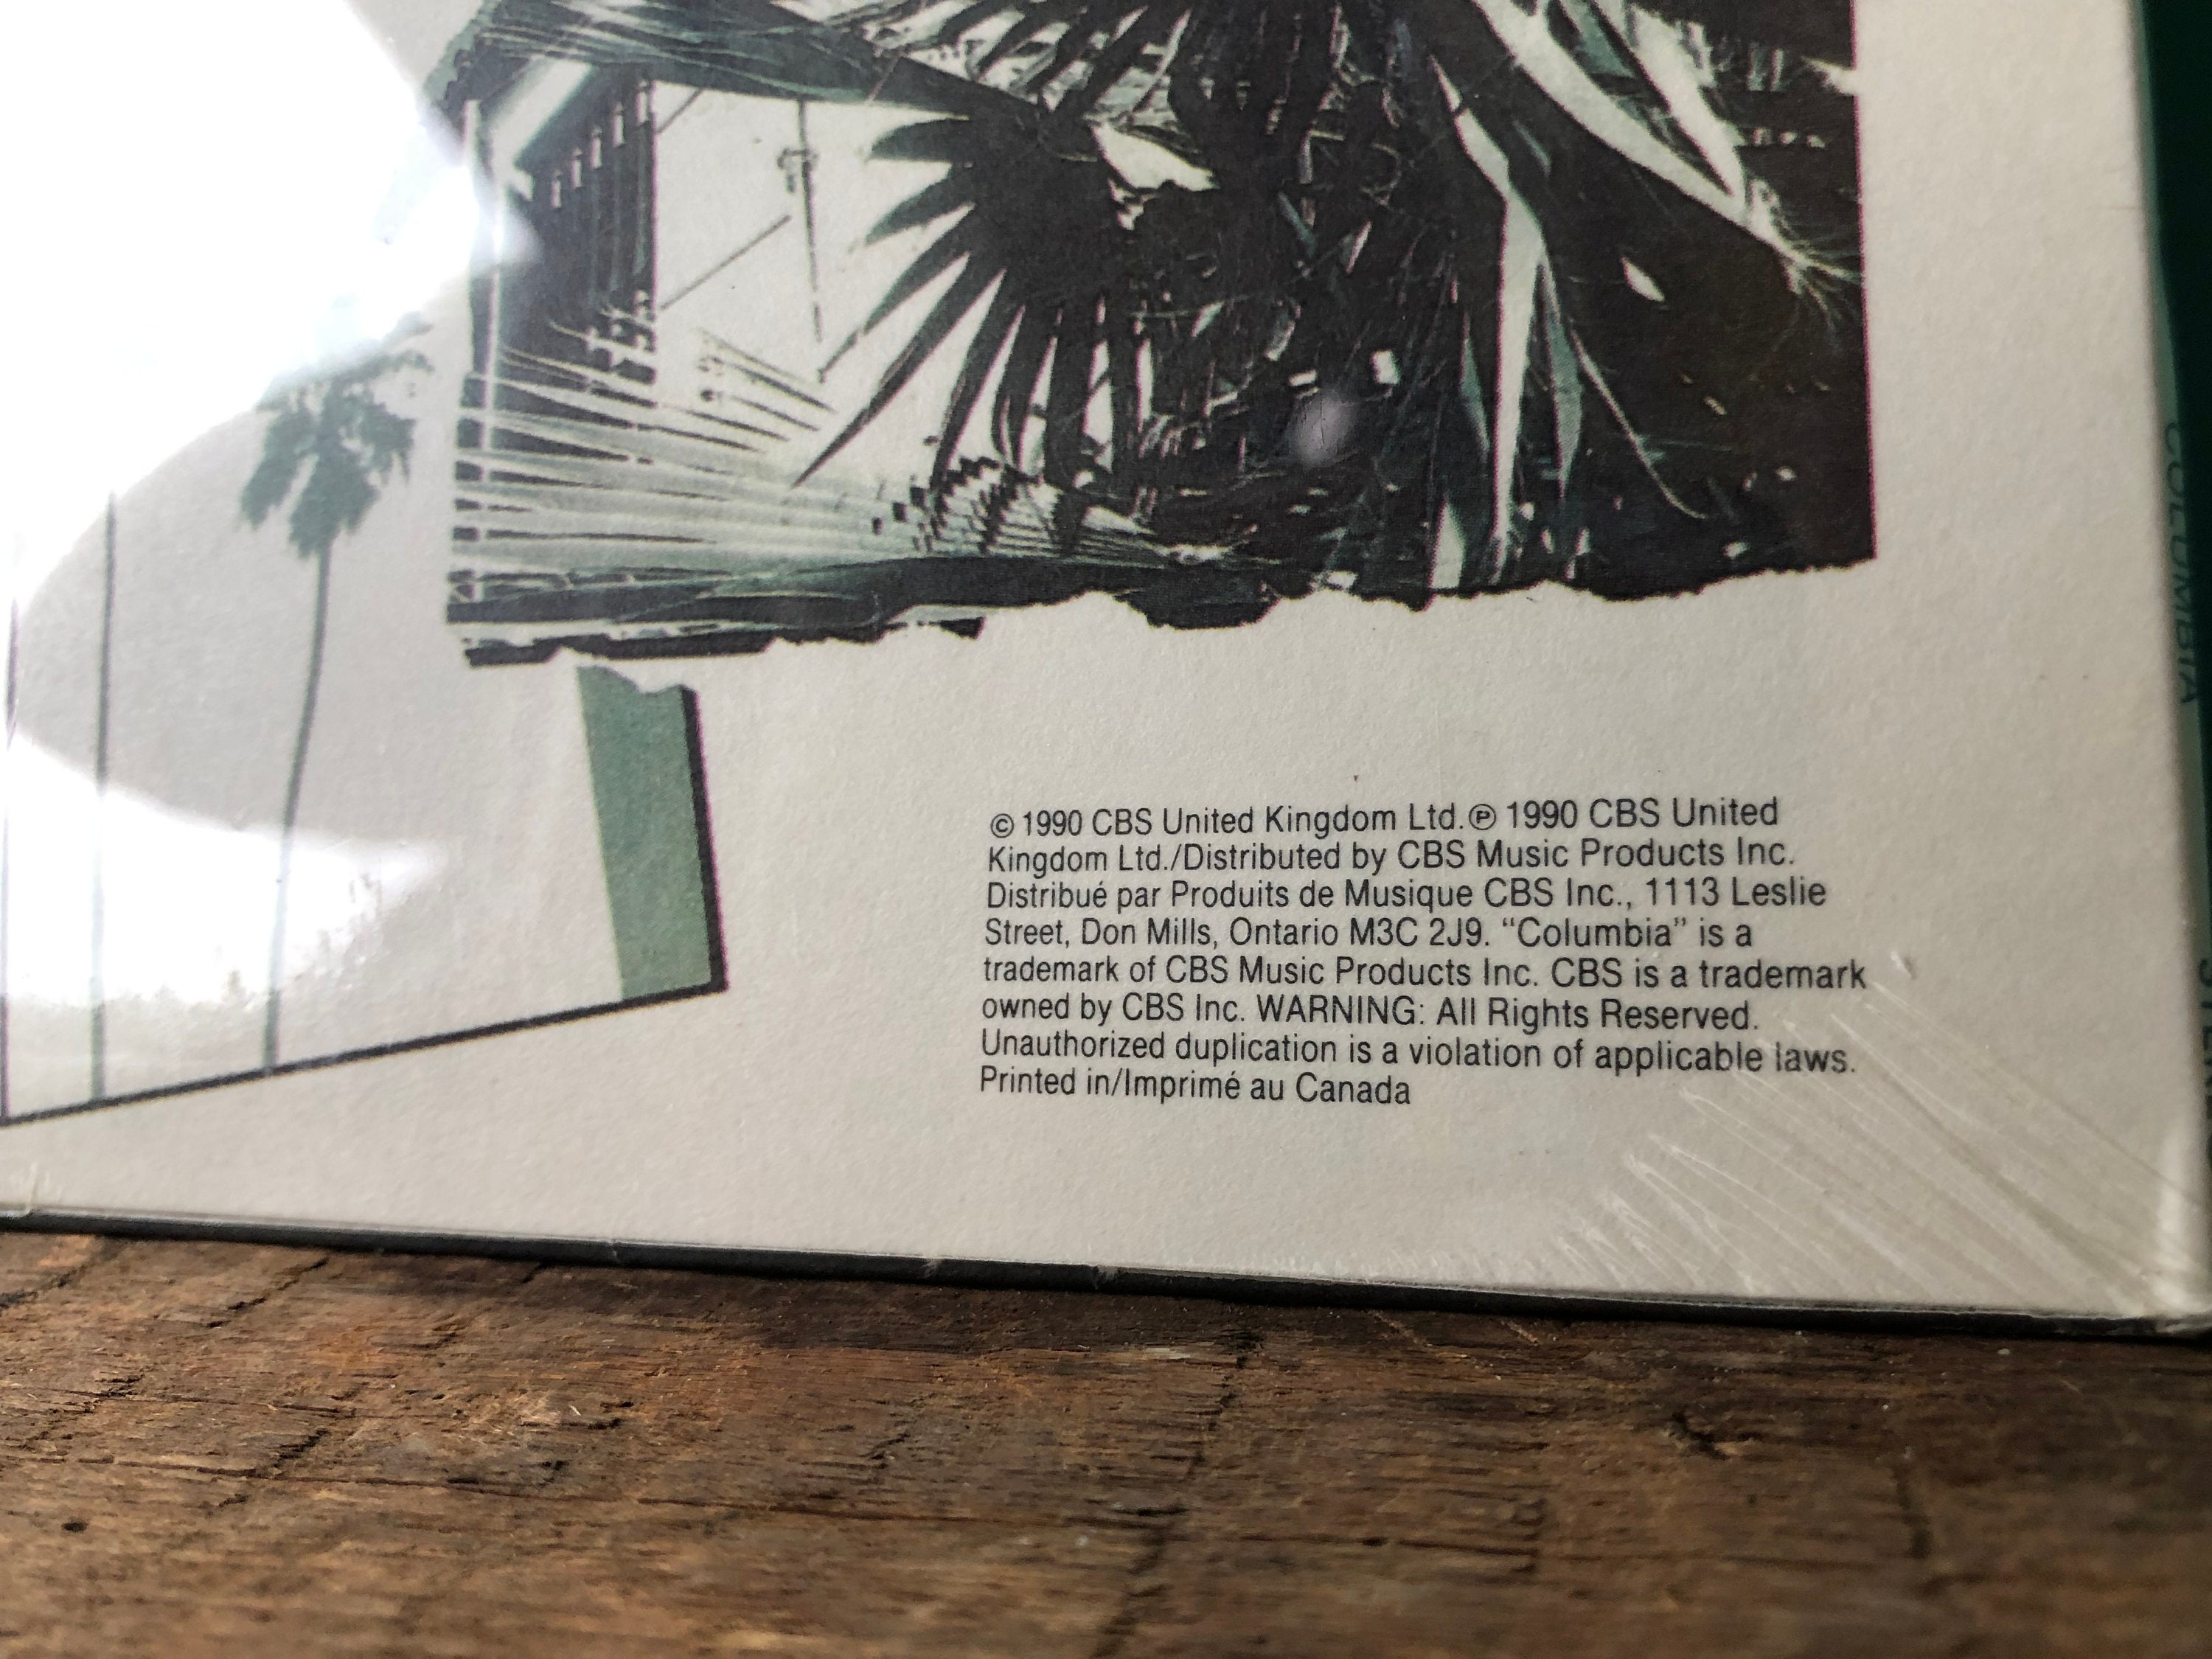 © 1990 CBS United Kingdom Ltd.℗ 1990 CBS United
Kingdom Ltd./Distributed by CBS Music Products Inc.
Distribué par Produits de Musique CBS Inc., 1113 Leslie
Street, Don Mills, Ontario M3C 2J9. “Columbia” is a
trademark of CBS Music Products Inc. CBS is a trademark
owned by CBS Inc. WARNING: All Rights Reserved.
Unauthorized duplication is a violation of applicable laws.
Printed in/Imprimé au Canada
COLUMBIA